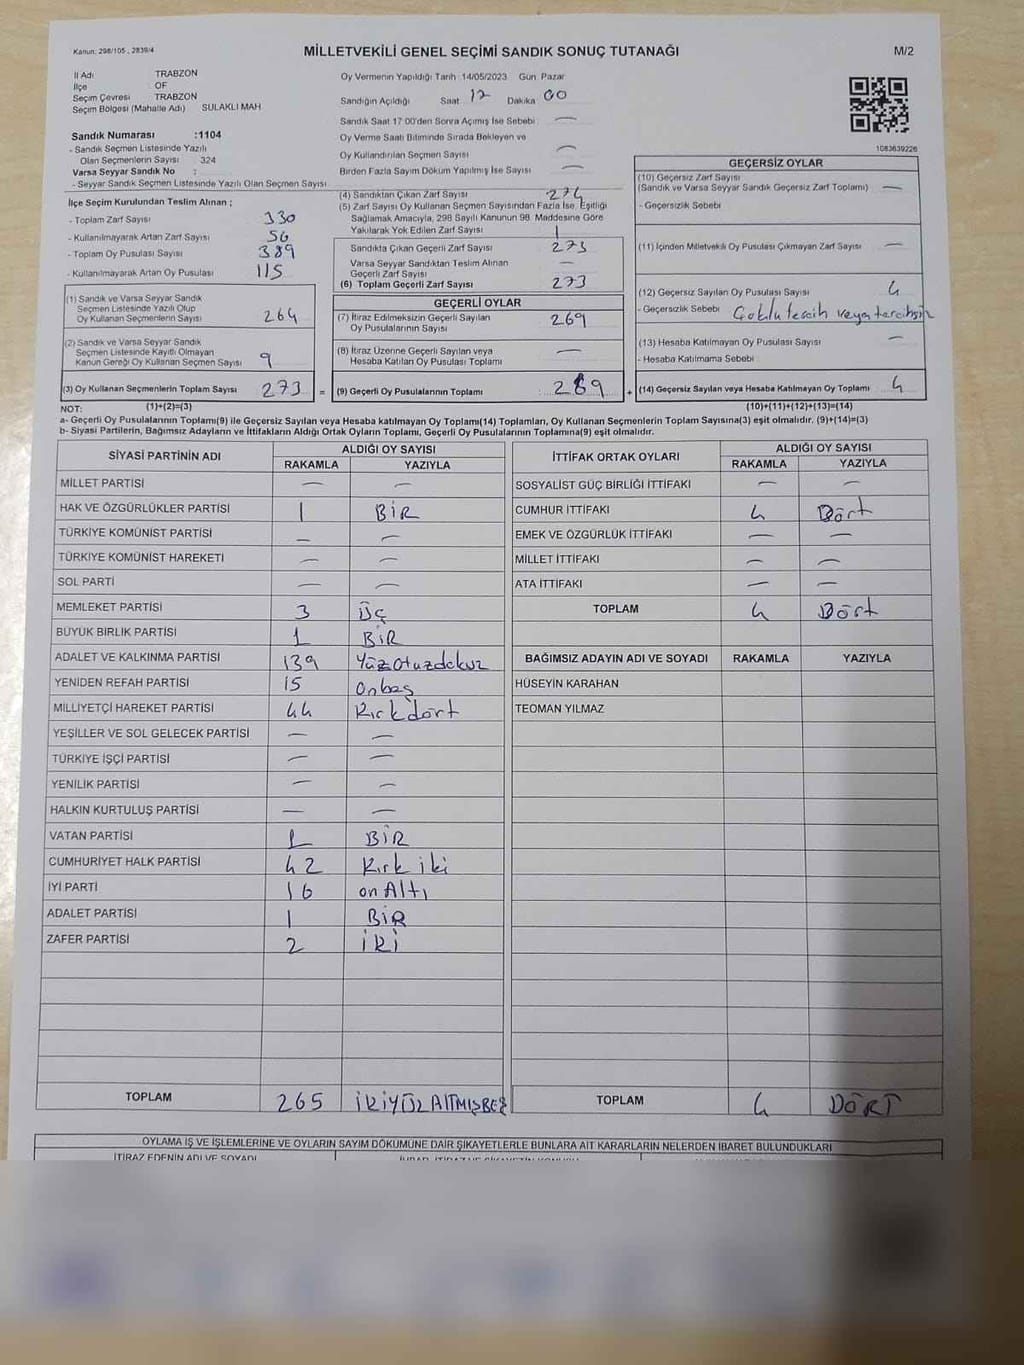 Kanun: 298/105 , 2839/4
MİLLETVEKİLİ GENEL SEÇİMİ SANDIK SONUÇ TUTANAĞI
M/2
İl Adı TRABZON
İlçe OF
Seçim Çevresi TRABZON
Seçim Bölgesi (Mahalle Adı) SULAKLI MAH.
Sandık Numarası :1104
- Sandık Seçmen Listesinde Yazılı
Olan Seçmenlerin Sayısı 324
Varsa Seyyar Sandık No :
- Seyyar Sandık Seçmen Listesinde Yazılı Olan Seçmen Sayısı
İlçe Seçim Kurulundan Teslim Alınan ;
- Toplam Zarf Sayısı 330
- Kullanılmayarak Artan Zarf Sayısı 56
- Toplam Oy Pusulası Sayısı 389
- Kullanılmayarak Artan Oy Pusulası 115
(1) Sandık ve Varsa Seyyar Sandık
Seçmen Listesinde Yazılı Olup
Oy Kullanan Seçmenlerin Sayısı 264
(2) Sandık ve Varsa Seyyar Sandık
Seçmen Listesinde Kayıtlı Olmayan
Kanun Gereği Oy Kullanan Seçmen Sayısı 9
(3) Oy Kullanan Seçmenlerin Toplam Sayısı 273 =
Oy Vermenin Yapıldığı Tarih :14/05/2023 Gün Pazar
Sandığın Açıldığı Saat 17 Dakika 00
Sandık Saat 17:00'den Sonra Açımış İse Sebebi : —
Oy Verme Saati Bitiminde Sırada Bekleyen ve
Oy Kullandırılan Seçmen Sayısı —
Birden Fazla Sayım Döküm Yapılmış İse Sayısı —
(4) Sandıktan Çıkan Zarf Sayısı 274
(5) Zarf Sayısı Oy Kullanan Seçmen Sayısından Fazla İse, Eşitliği
Sağlamak Amacıyla, 298 Sayılı Kanunun 98. Maddesine Göre
Yakılarak Yok Edilen Zarf Sayısı 1
Sandıkta Çıkan Geçerli Zarf Sayısı 273
Varsa Seyyar Sandıktan Teslim Alınan
Geçerli Zarf Sayısı —
(6) Toplam Geçerli Zarf Sayısı 273
GEÇERLİ OYLAR
(7) İtiraz Edilmeksizin Geçerli Sayılan
Oy Pusulalarının Sayısı 269
(8) İtiraz Üzerine Geçerli Sayılan veya
Hesaba Katılan Oy Pusulası Toplamı —
(9) Geçerli Oy Pusulalarının Toplamı :269 +
1083639226
GEÇERSİZ OYLAR
(10) Geçersiz Zarf Sayısı
(Sandık ve Varsa Seyyar Sandık Geçersiz Zarf Toplamı) —
- Geçersizlik Sebebi
(11) İçinden Milletvekili Oy Pusulası Çıkmayan Zarf Sayısı —
(12) Geçersiz Sayılan Oy Pusulası Sayısı 4
- Geçersizlik Sebebi Çoklu tercih veya tercihsiz
(13) Hesaba Katılmayan Oy Pusulası Sayısı —
- Hesaba Katılmama Sebebi
(14) Geçersiz Sayılan veya Hesaba Katılmayan Oy Toplamı 4
NOT: (1)+(2)=(3) (10)+(11)+(12)+(13)=(14)
a- Geçerli Oy Pusulalarının Toplamı(9) ile Geçersiz Sayılan veya Hesaba katılmayan Oy Toplamı(14) Toplamları, Oy Kullanan Seçmenlerin Toplam Sayısına(3) eşit olmalıdır. (9)+(14)=(3)
b- Siyasi Partilerin, Bağımsız Adayların ve İttifakların Aldığı Oyların Toplamı, Geçerli Oy Pusulalarının Toplamına(9) eşit olmalıdır.
SİYASİ PARTİNİN ADI ALDIĞI OY SAYISI
RAKAMLA YAZIYLA
MİLLET PARTİSİ — —
HAK VE ÖZGÜRLÜKLER PARTİSİ 1 BİR
TÜRKİYE KOMÜNİST PARTİSİ — —
TÜRKİYE KOMÜNİST HAREKETİ — —
SOL PARTİ — —
MEMLEKET PARTİSİ 3 Üç
BÜYÜK BİRLİK PARTİSİ 1 BİR
ADALET VE KALKINMA PARTİSİ 139 Yüzotuzdokuz
YENİDEN REFAH PARTİSİ 15 Onbeş
MİLLİYETÇİ HAREKET PARTİSİ 44 Kırkdört
YEŞİLLER VE SOL GELECEK PARTİSİ — —
TÜRKİYE İŞÇİ PARTİSİ — —
YENİLİK PARTİSİ — —
HALKIN KURTULUŞ PARTİSİ — —
VATAN PARTİSİ 1 BİR
CUMHURİYET HALK PARTİSİ 42 Kırk iki
İYİ PARTİ 16 on Altı
ADALET PARTİSİ 1 BİR
ZAFER PARTİSİ 2 İKİ
TOPLAM 265 İKİYÜZ ALTMIŞBEŞ
İTTİFAK ORTAK OYLARI ALDIĞI OY SAYISI
RAKAMLA YAZIYLA
SOSYALİST GÜÇ BİRLİĞİ İTTİFAKI — —
CUMHUR İTTİFAKI 4 Dört
EMEK VE ÖZGÜRLÜK İTTİFAKI — —
MİLLET İTTİFAKI — —
ATA İTTİFAKI — —
TOPLAM 4 Dört
BAĞIMSIZ ADAYIN ADI VE SOYADI RAKAMLA YAZIYLA
HÜSEYİN KARAHAN
TEOMAN YILMAZ
TOPLAM 4 DÖRT
OYLAMA İŞ VE İŞLEMLERİNE VE OYLARIN SAYIM DÖKÜMÜNE DAİR ŞİKAYETLERLE BUNLARA AİT KARARLARIN NELERDEN İBARET BULUNDUKLARI
İTİRAZ EDENİN ADI VE SOYADI